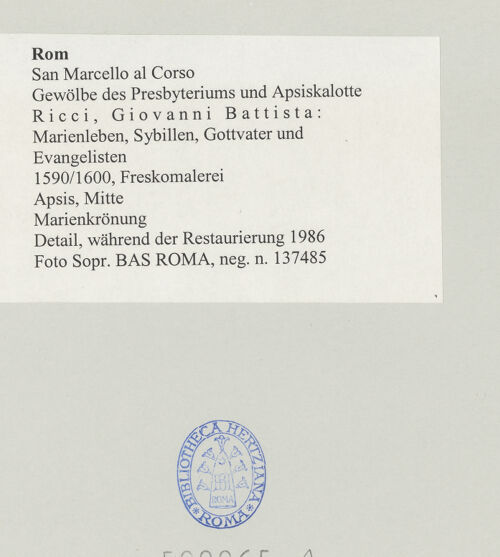 Rom
San Marcello al Corso
Gewölbe des Presbyteriums und Apsiskalotte
Ricci, Giovanni Battista:
Marienleben, Sybillen, Gottvater und
Evangelisten
1590/1600, Freskomalerei
Apsis, Mitte
Marienkrönung
Detail, während der Restaurierung 1986
Foto Sopr. BAS ROMA, neg. n. 137485
BIBLIOTHECA HERTZIANA
ROMA
ROMA